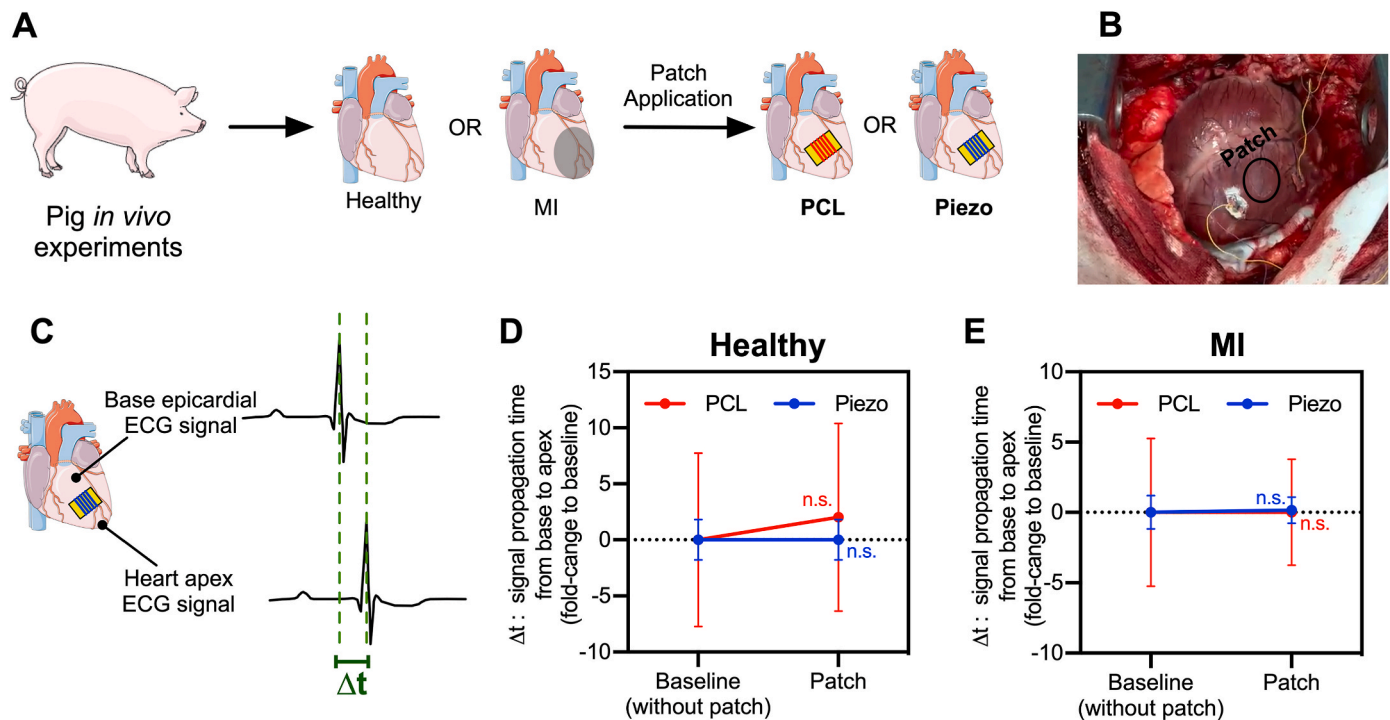 A
Pig in vivo
experiments
Healthy
OR
MI
Patch
Application
PCL
OR
Piezo
B
Patch
C
Base epicardial
ECG signal
Heart apex
ECG signal
Δt
D
Healthy
Δt : signal propagation time
from base to apex
(fold-cange to baseline)
15
10
5
0
-5
-10
PCL
Piezo
n.s.
n.s.
Baseline
(without patch)
Patch
E
MI
Δt : signal propagation time
from base to apex
(fold-cange to baseline)
10
5
0
-5
-10
PCL
Piezo
n.s.
n.s.
Baseline
(without patch)
Patch